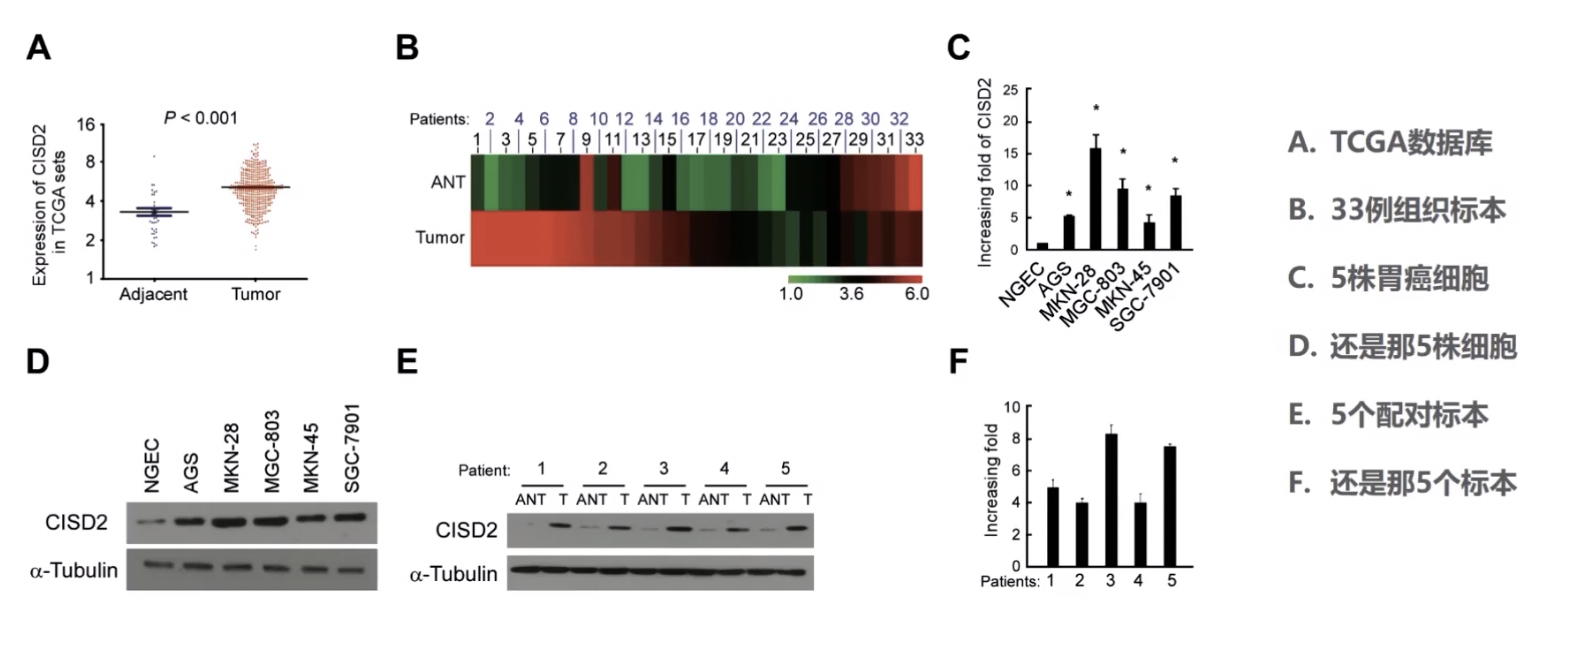 A
Expression of CISD2
in TCGA sets
P < 0.001
16
8
4
2
1
Adjacent
Tumor
B
Patients: 2 4 6 8 10 12 14 16 18 20 22 24 26 28 30 32
1 3 5 7 9 11 13 15 17 19 21 23 25 27 29 31 33
ANT
Tumor
1.0 3.6 6.0
C
Increasing fold of CISD2
25
20
15
10
5
0
* * * * *
NGEC
AGS
MKN-28
MGC-803
MKN-45
SGC-7901
A. TCGA数据库
B. 33例组织标本
C. 5株胃癌细胞
D. 还是那5株细胞
E. 5个配对标本
F. 还是那5个标本
D
NGEC
AGS
MKN-28
MGC-803
MKN-45
SGC-7901
CISD2
α-Tubulin
E
Patient: 1 2 3 4 5
ANT T ANT T ANT T ANT T ANT T
CISD2
α-Tubulin
F
Increasing fold
10
8
6
4
2
0
Patients: 1 2 3 4 5